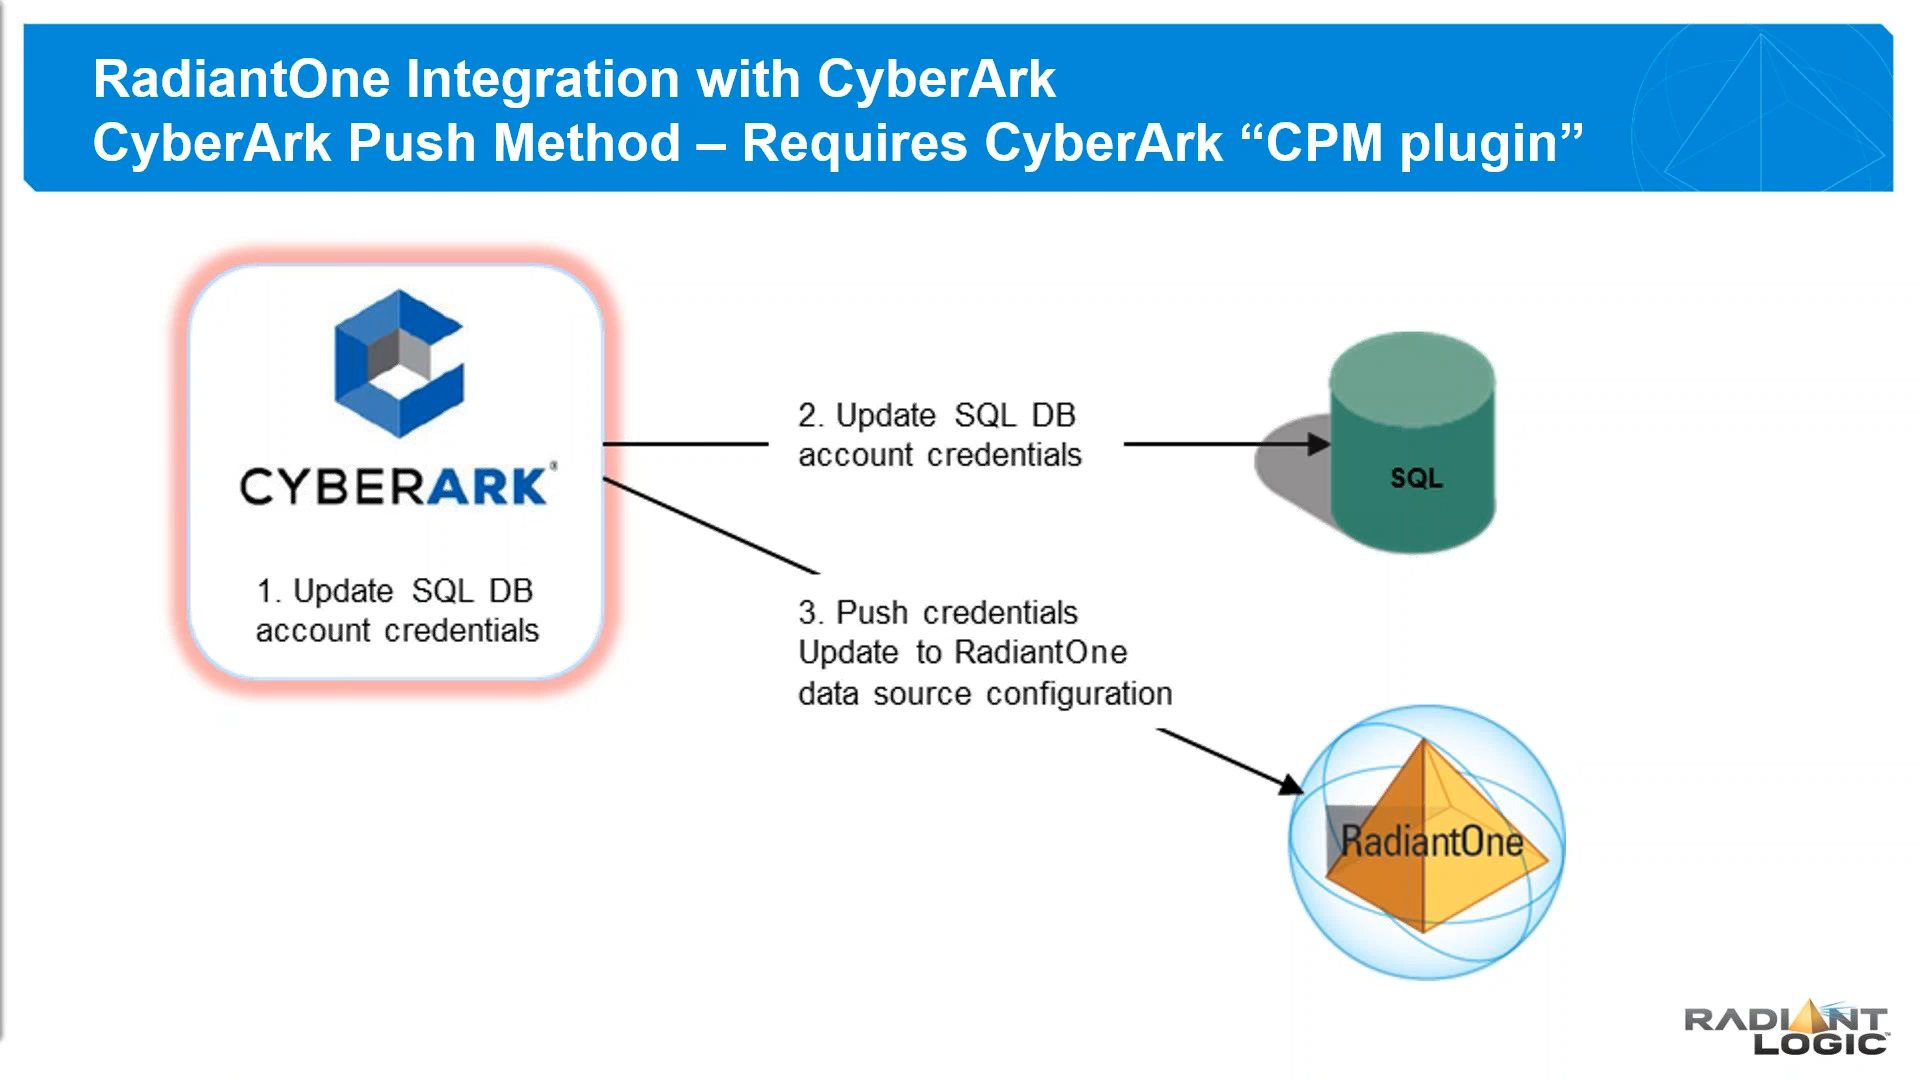 RadiantOne Integration with CyberArk
CyberArk Push Method – Requires CyberArk “CPM plugin”
CYBERARK®
1. Update SQL DB
account credentials
2. Update SQL DB
account credentials
SQL
3. Push credentials
Update to RadiantOne
data source configuration
RadiantOne
RADIANT
LOGIC™